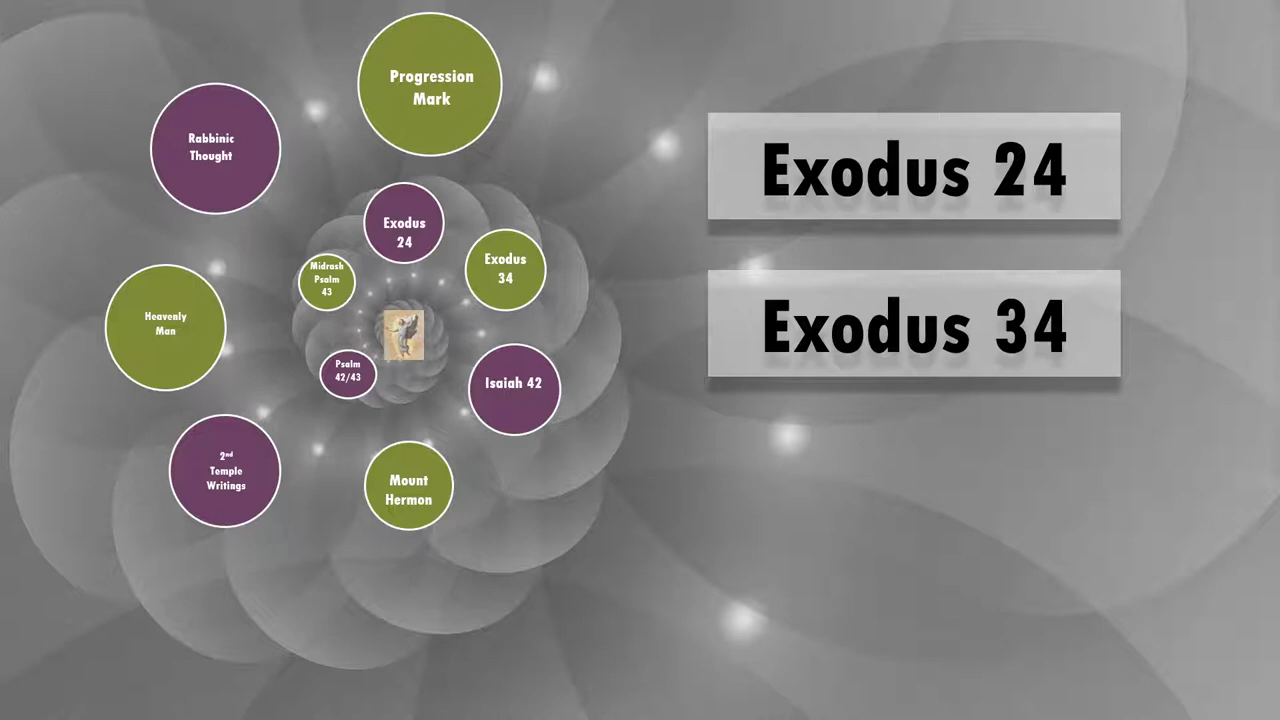 Progression
Mark
Rabbinic
Thought
Exodus
24
Exodus
34
Midrash
Psalm
43
Heavenly
Man
Psalm
42/43
Isaiah 42
2nd
Temple
Writings
Mount
Hermon
Exodus 24
Exodus 34